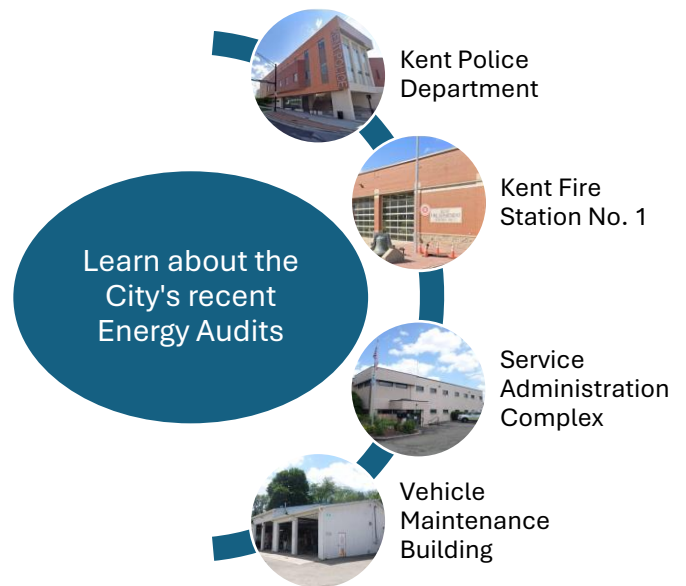 Kent Police
Department
Kent Fire
Station No. 1
Learn about the
City's recent
Energy Audits
Service
Administration
Complex
Vehicle
Maintenance
Building